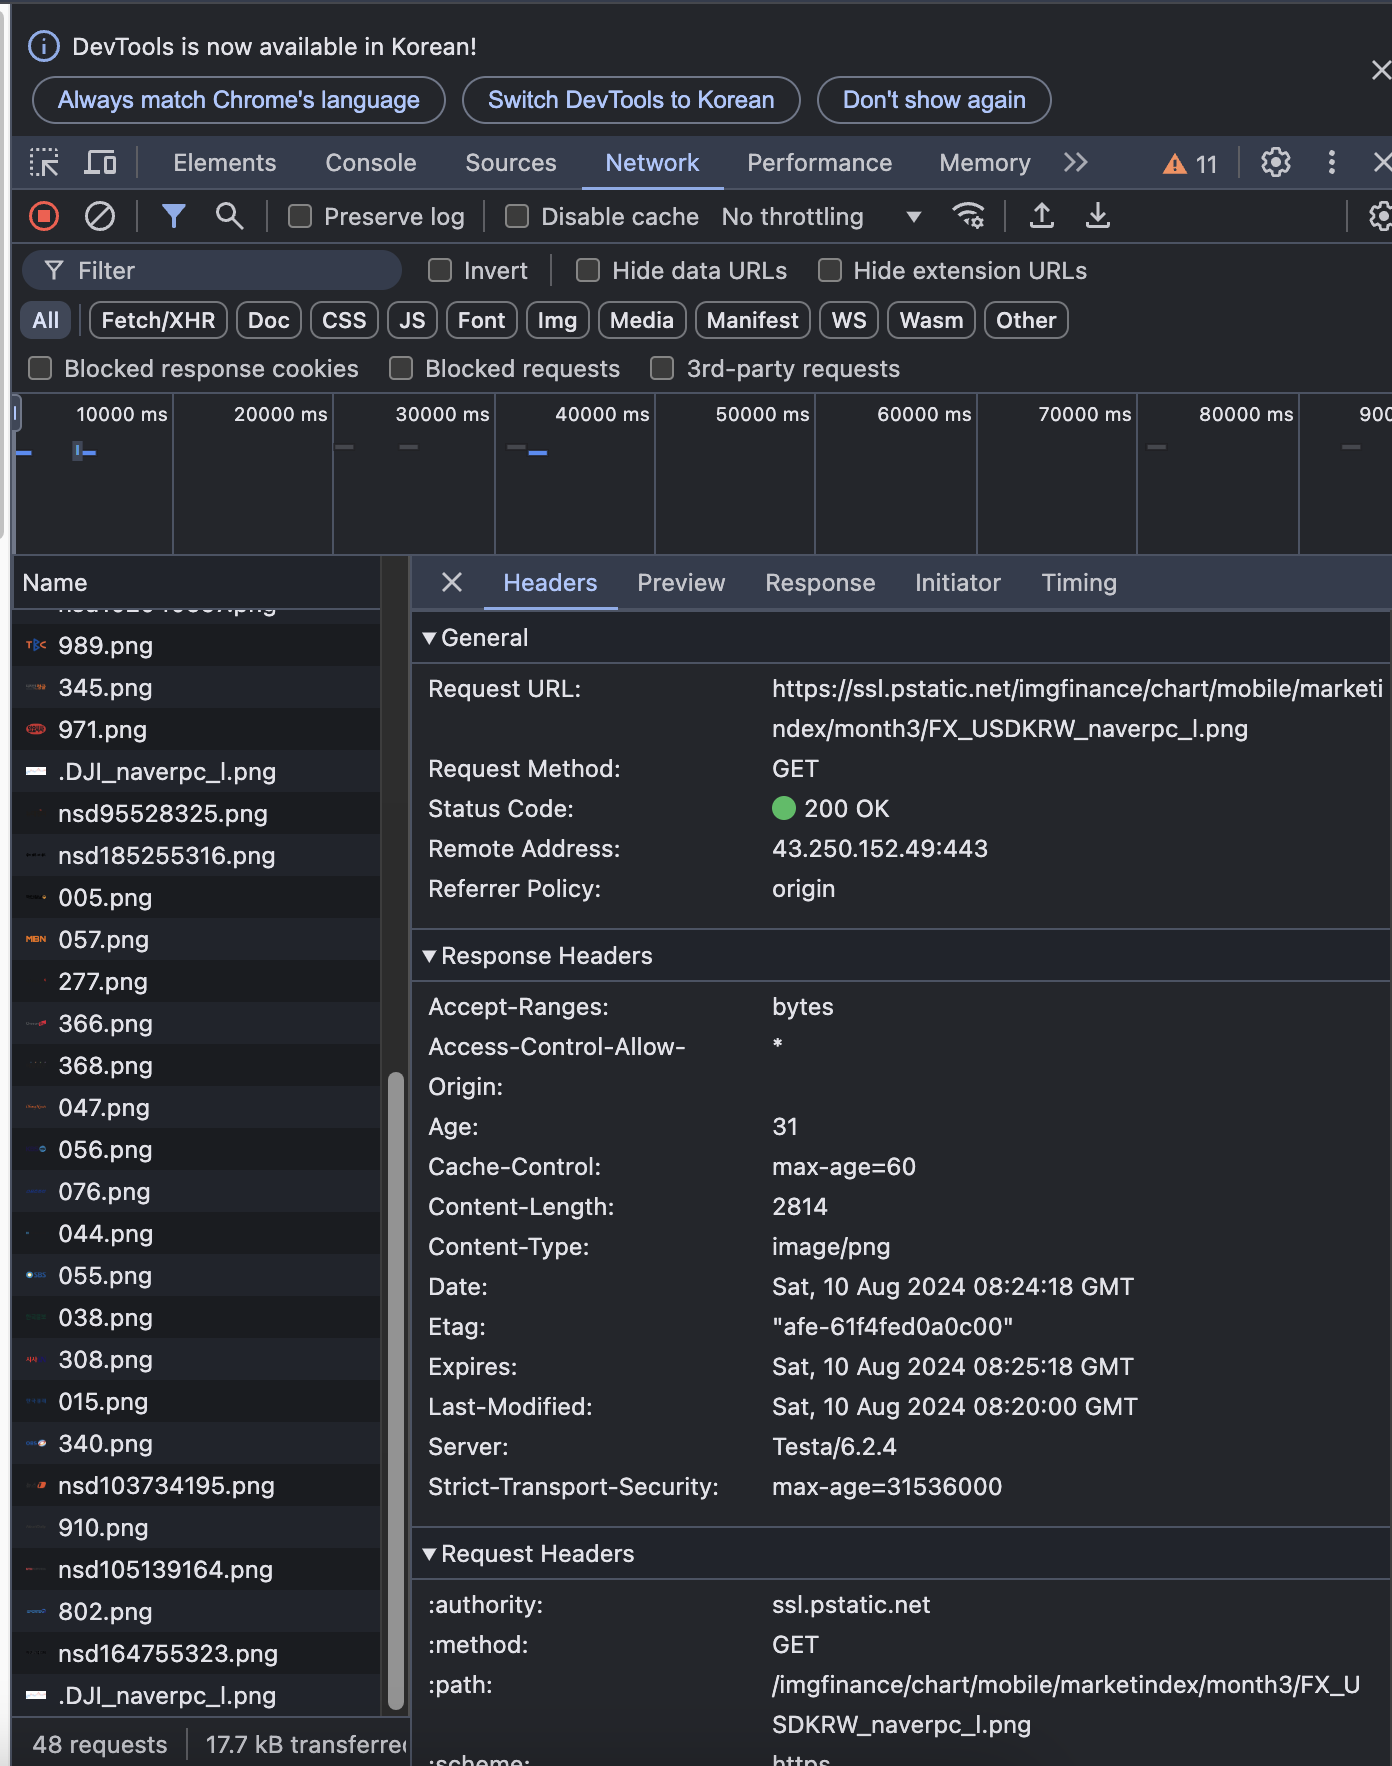 DevTools is now available in Korean!
Always match Chrome's language
Switch DevTools to Korean
Don't show again
Elements Console Sources Network Performance Memory 11
Preserve log Disable cache No throttling
Filter Invert Hide data URLs Hide extension URLs
All Fetch/XHR Doc CSS JS Font Img Media Manifest WS Wasm Other
Blocked response cookies Blocked requests 3rd-party requests
10000 ms 20000 ms 30000 ms 40000 ms 50000 ms 60000 ms 70000 ms 80000 ms
Name
989.png
345.png
971.png
.DJI_naverpc_l.png
nsd95528325.png
nsd185255316.png
005.png
MBN 057.png
277.png
366.png
368.png
047.png
056.png
076.png
044.png
055.png
038.png
308.png
015.png
340.png
nsd103734195.png
910.png
nsd105139164.png
802.png
nsd164755323.png
.DJI_naverpc_l.png
48 requests 17.7 kB transferred
Headers Preview Response Initiator Timing
General
Request URL: https://ssl.pstatic.net/imgfinance/chart/mobile/marketi
ndex/month3/FX_USDKRW_naverpc_l.png
Request Method: GET
Status Code: 200 OK
Remote Address: 43.250.152.49:443
Referrer Policy: origin
Response Headers
Accept-Ranges: bytes
Access-Control-Allow- *
Origin:
Age: 31
Cache-Control: max-age=60
Content-Length: 2814
Content-Type: image/png
Date: Sat, 10 Aug 2024 08:24:18 GMT
Etag: "afe-61f4fed0a0c00"
Expires: Sat, 10 Aug 2024 08:25:18 GMT
Last-Modified: Sat, 10 Aug 2024 08:20:00 GMT
Server: Testa/6.2.4
Strict-Transport-Security: max-age=31536000
Request Headers
:authority: ssl.pstatic.net
:method: GET
:path: /imgfinance/chart/mobile/marketindex/month3/FX_U
SDKRW_naverpc_l.png
:scheme: https